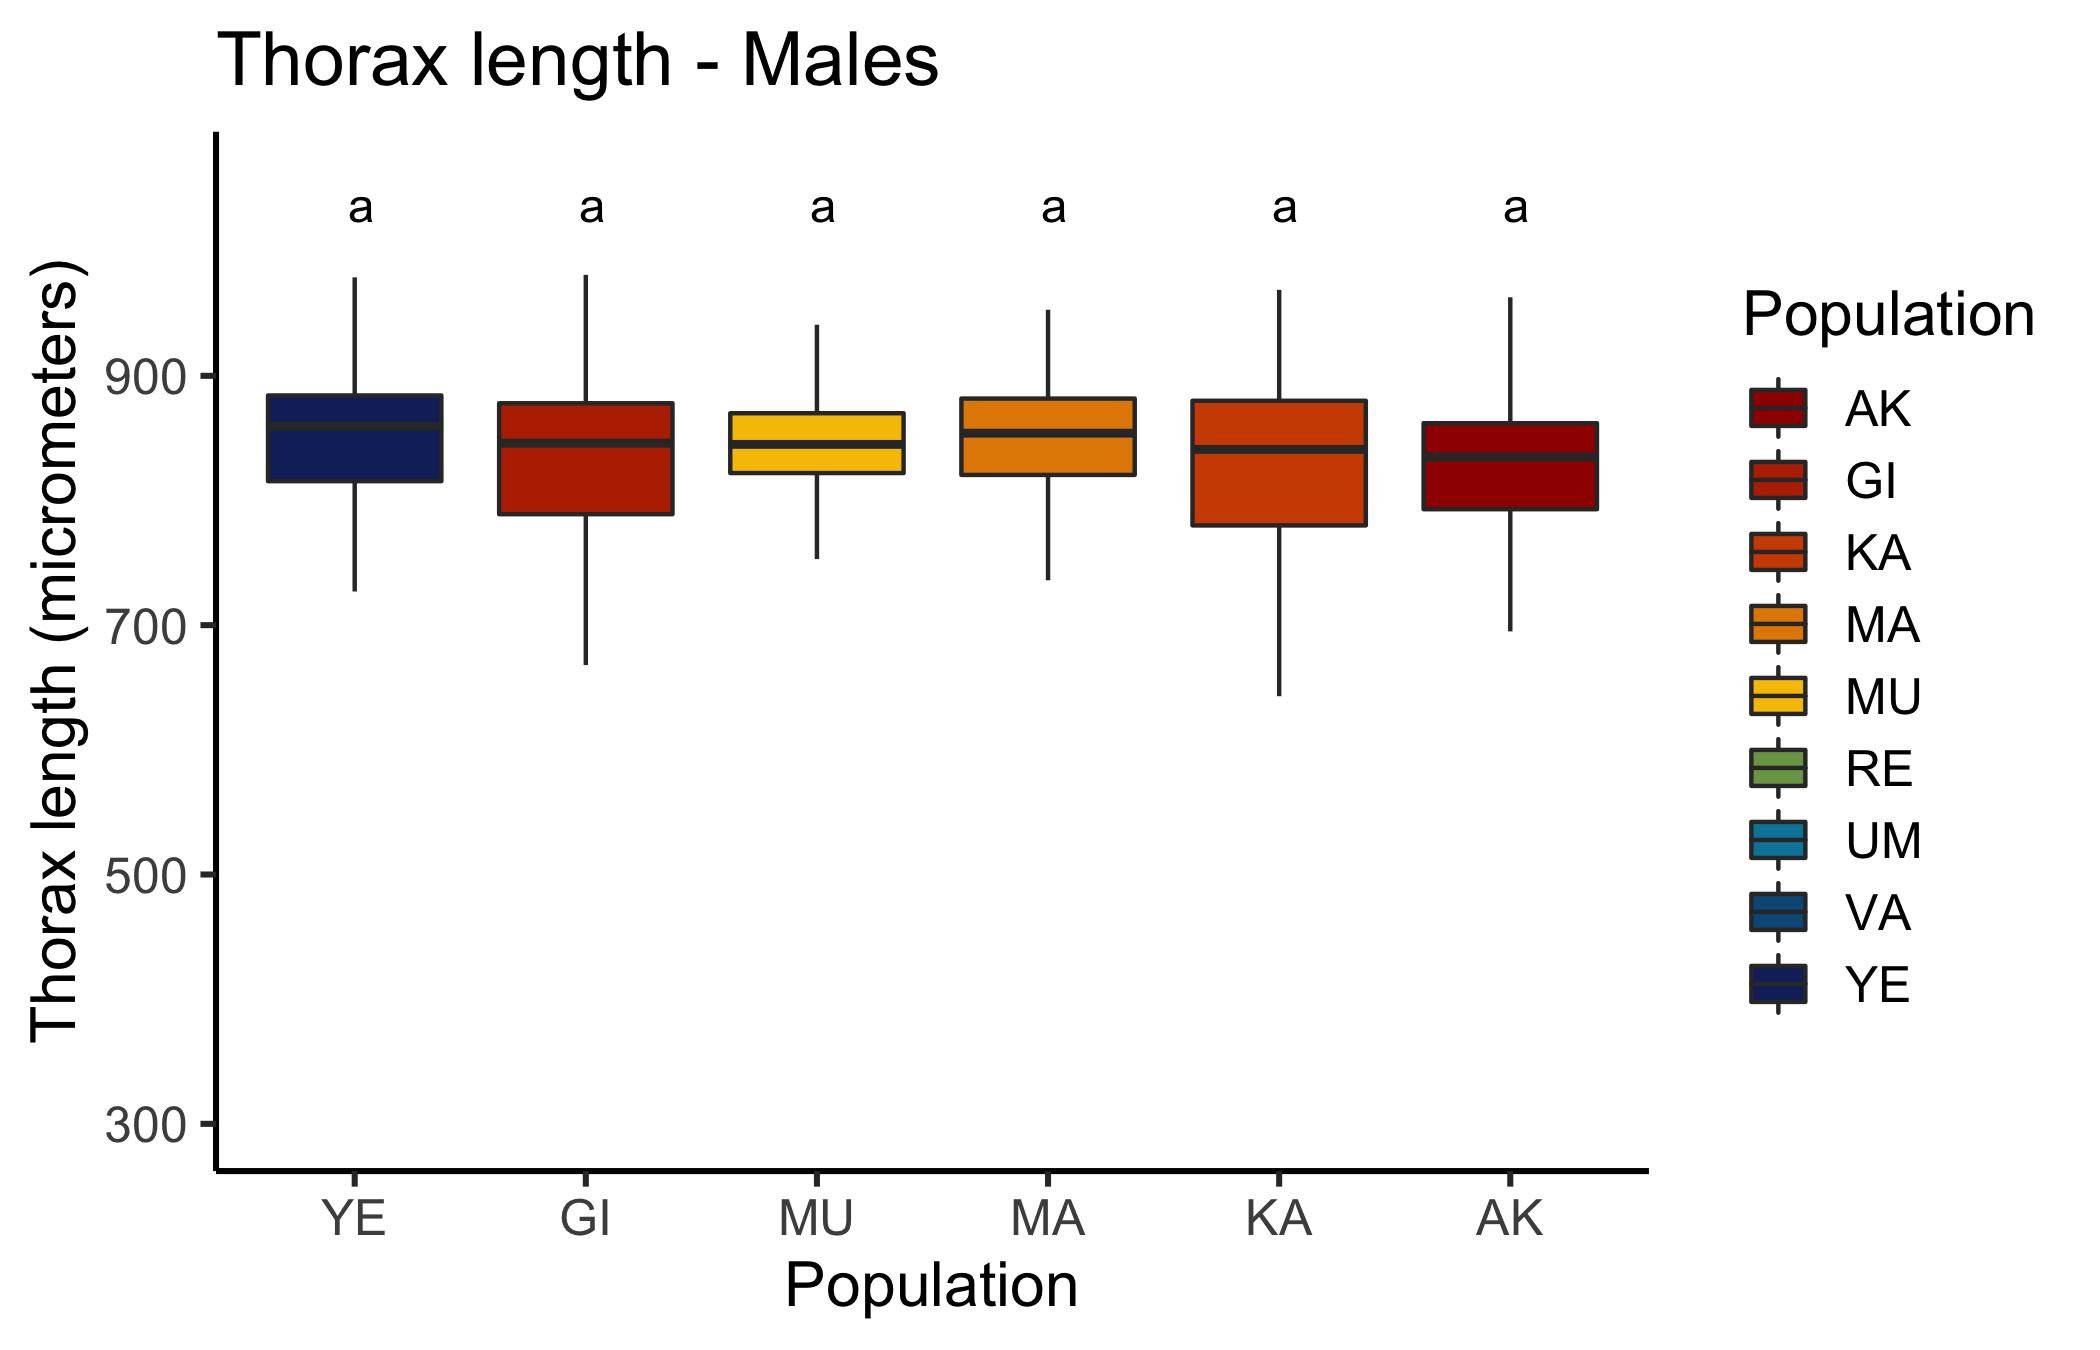 Thorax length - Males
a a a a a a
Thorax length (micrometers)
900
700
500
300
YE GI MU MA KA AK
Population
Population
AK
GI
KA
MA
MU
RE
UM
VA
YE